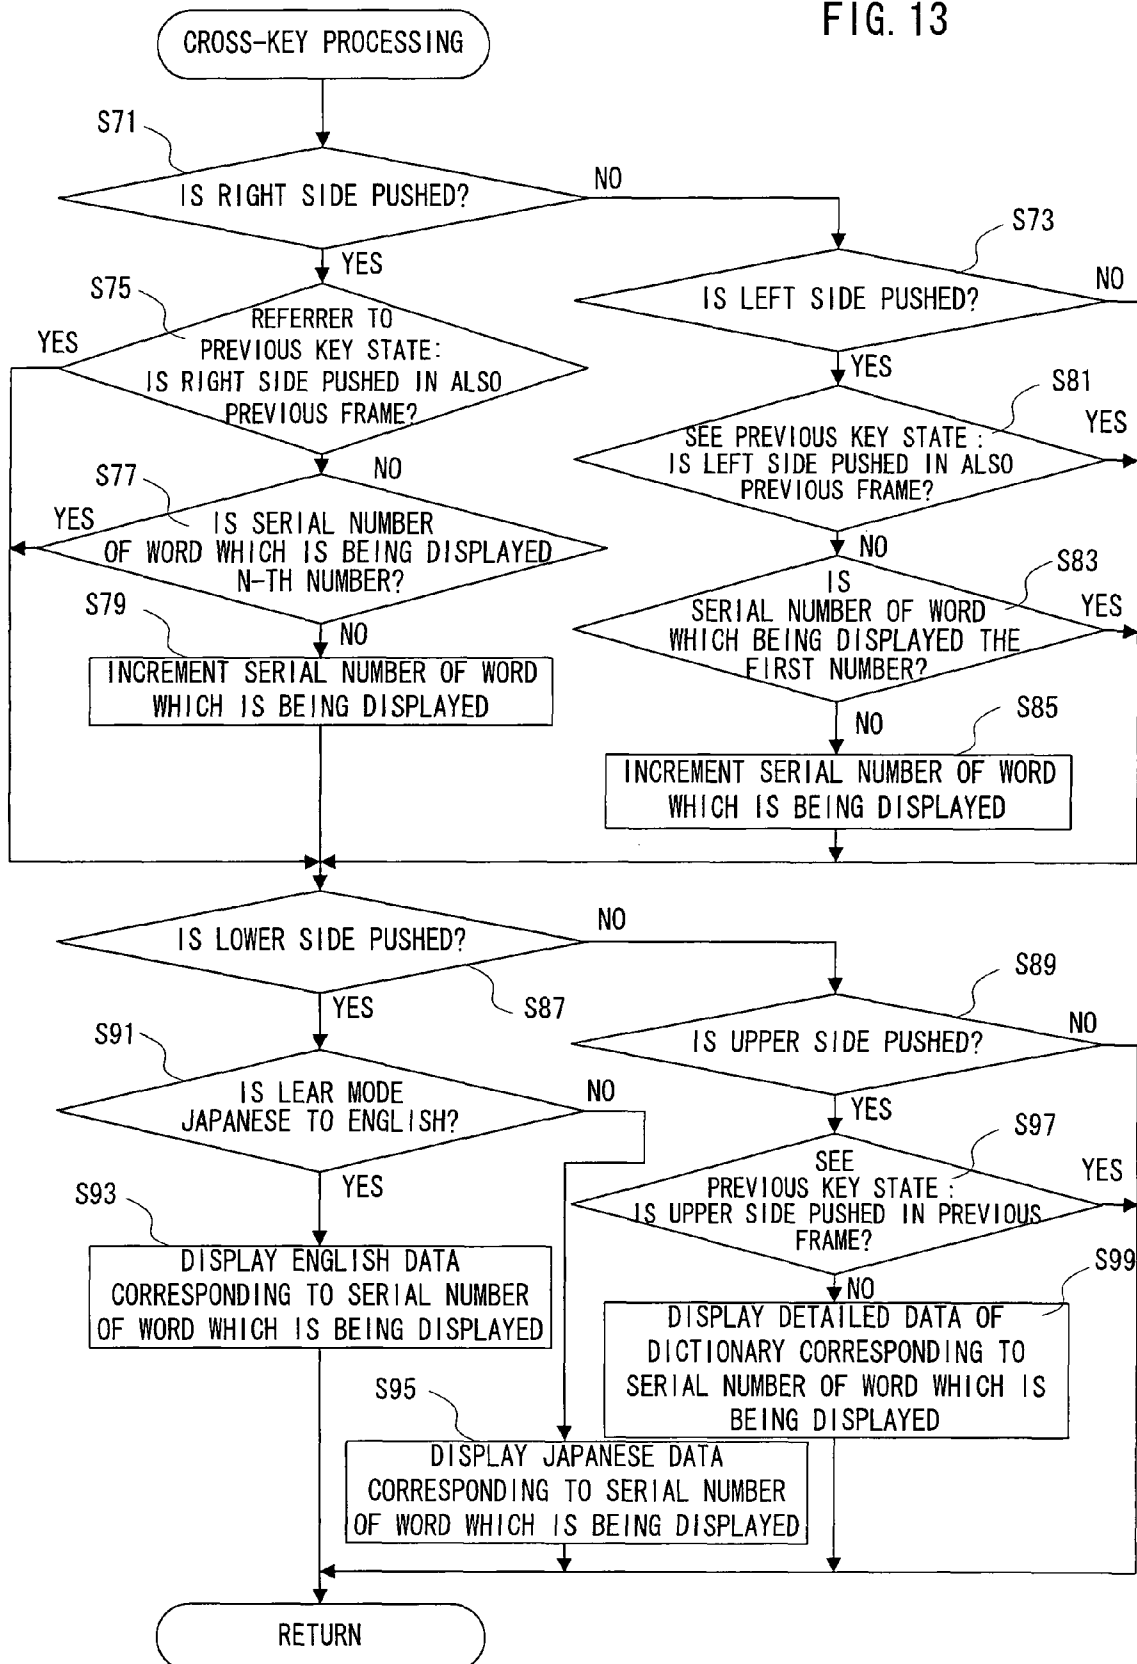 FIG. 13
CROSS-KEY PROCESSING
S71
IS RIGHT SIDE PUSHED?
NO
YES
S73
IS LEFT SIDE PUSHED?
NO
YES
S75
REFERRER TO
PREVIOUS KEY STATE:
IS RIGHT SIDE PUSHED IN ALSO
PREVIOUS FRAME?
YES
NO
S81
SEE PREVIOUS KEY STATE:
IS LEFT SIDE PUSHED IN ALSO
PREVIOUS FRAME?
YES
NO
S77
IS SERIAL NUMBER
OF WORD WHICH IS BEING DISPLAYED
N-TH NUMBER?
YES
NO
S83
IS
SERIAL NUMBER OF WORD
WHICH BEING DISPLAYED THE
FIRST NUMBER?
YES
NO
S79
INCREMENT SERIAL NUMBER OF WORD
WHICH IS BEING DISPLAYED
S85
INCREMENT SERIAL NUMBER OF WORD
WHICH IS BEING DISPLAYED
IS LOWER SIDE PUSHED?
NO
S87
YES
S89
IS UPPER SIDE PUSHED?
NO
YES
S91
IS LEAR MODE
JAPANESE TO ENGLISH?
NO
YES
S97
SEE
PREVIOUS KEY STATE:
IS UPPER SIDE PUSHED IN PREVIOUS
FRAME?
YES
NO
S93
DISPLAY ENGLISH DATA
CORRESPONDING TO SERIAL NUMBER
OF WORD WHICH IS BEING DISPLAYED
S99
DISPLAY DETAILED DATA OF
DICTIONARY CORRESPONDING TO
SERIAL NUMBER OF WORD WHICH IS
BEING DISPLAYED
S95
DISPLAY JAPANESE DATA
CORRESPONDING TO SERIAL NUMBER
OF WORD WHICH IS BEING DISPLAYED
RETURN